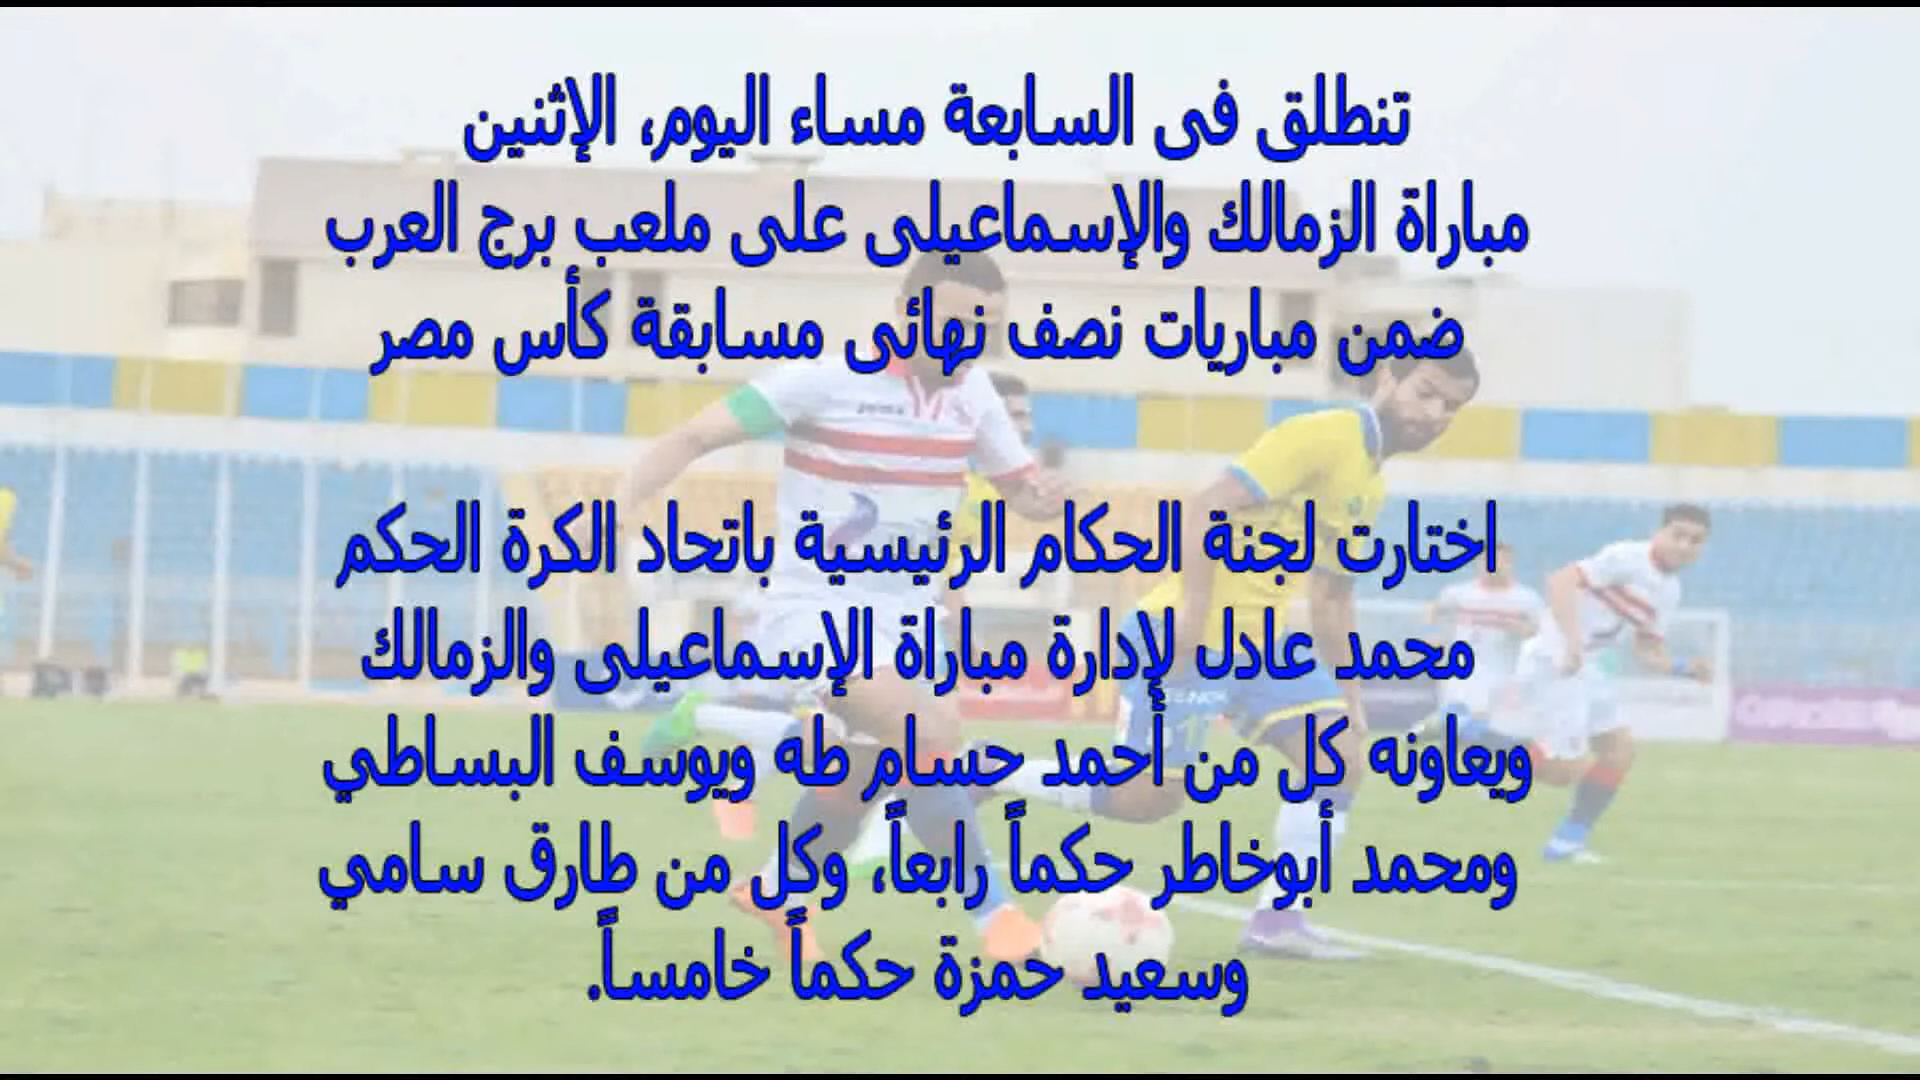 تنطلق فى السابعة مساء اليوم، الإثنين
مباراة الزمالك والإسماعيلى على ملعب برج العرب
ضمن مباريات نصف نهائى مسابقة كأس مصر
اختارت لجنة الحكام الرئيسية باتحاد الكرة الحكم
محمد عادل لإدارة مباراة الإسماعيلى والزمالك
ويعاونه كل من أحمد حسام طه ويوسف البساطي
ومحمد أبوخاطر حكماً رابعاً، وكل من طارق سامي
وسعيد حمزة حكماً خامساً.